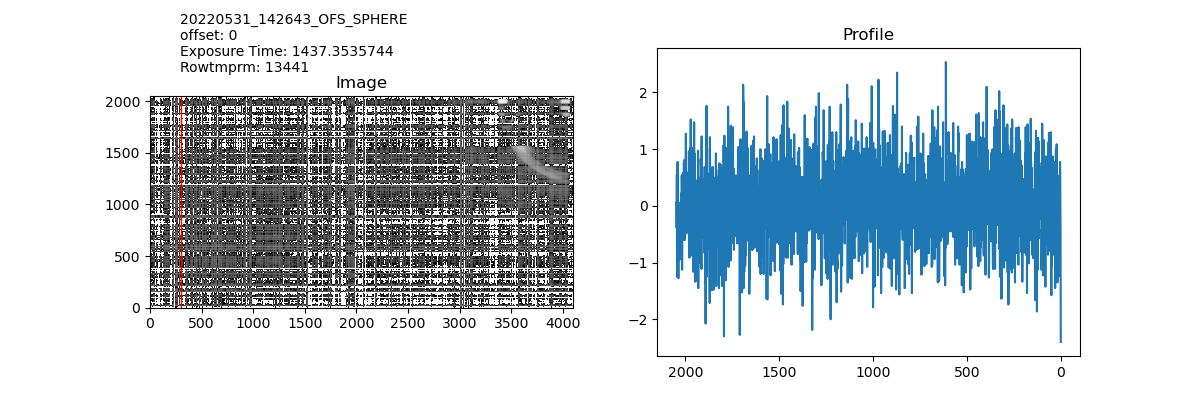 20220531_142643_OFS_SPHERE
offset: 0
Exposure Time: 1437.3535744
Rowtmprm: 13441
Image
2000
1500
1000
500
0
0 500 1000 1500 2000 2500 3000 3500 4000
Profile
2
1
0
−1
−2
2000 1500 1000 500 0